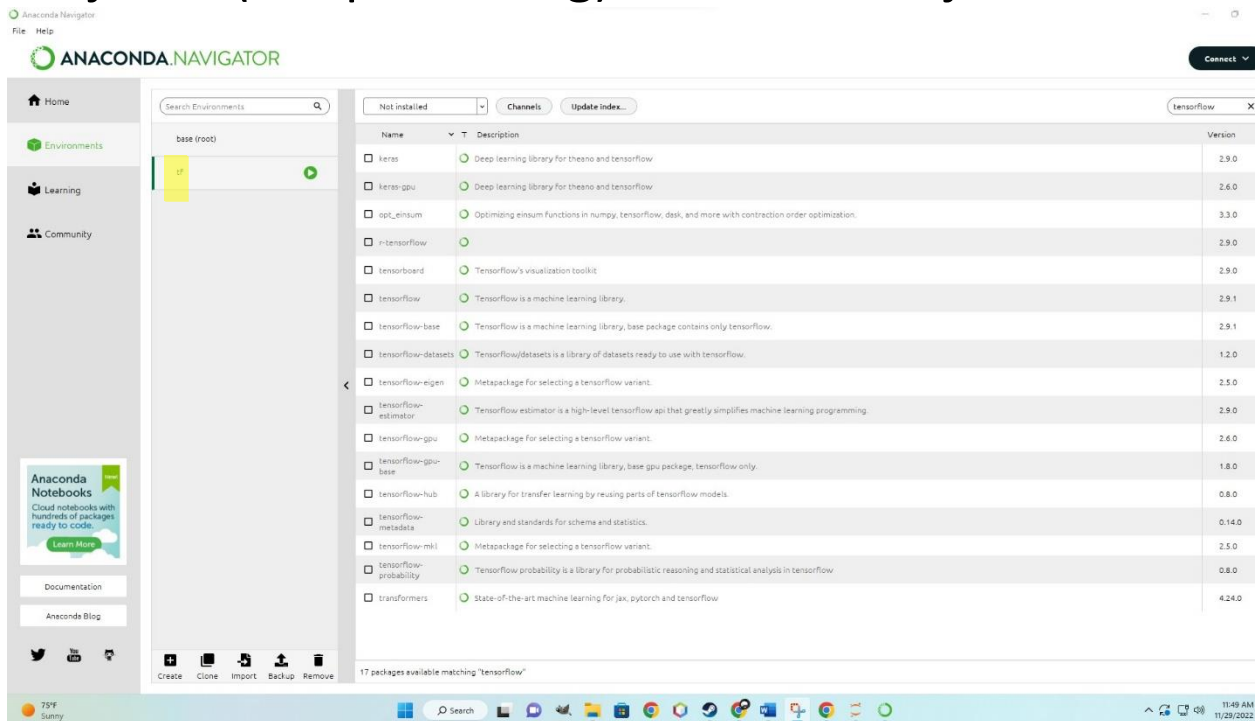 Anaconda Navigator
File Help
ANACONDA.NAVIGATOR
Connect
Home
Environments
Learning
Community
Search Environments
base (root)
tf
Not installed
Channels
Update index...
tensorflow X
Name T Description Version
keras Deep learning library for theano and tensorflow 2.9.0
keras-gpu Deep learning library for theano and tensorflow 2.6.0
opt_einsum Optimizing einsum functions in numpy, tensorflow, dask, and more with contraction order optimization. 3.3.0
r-tensorflow 2.9.0
tensorboard Tensorflow's visualization toolkit 2.9.0
tensorflow Tensorflow is a machine learning library. 2.9.1
tensorflow-base Tensorflow is a machine learning library, base package contains only tensorflow. 2.9.1
tensorflow-datasets Tensorflow/datasets is a library of datasets ready to use with tensorflow. 1.2.0
tensorflow-eigen Metapackage for selecting a tensorflow variant. 2.5.0
tensorflow-
estimator Tensorflow estimator is a high-level tensorflow api that greatly simplifies machine learning programming. 2.9.0
tensorflow-gpu Metapackage for selecting a tensorflow variant. 2.6.0
tensorflow-gpu-
base Tensorflow is a machine learning library, base gpu package, tensorflow only. 1.8.0
tensorflow-hub A library for transfer learning by reusing parts of tensorflow models. 0.8.0
tensorflow-
metadata Library and standards for schema and statistics. 0.14.0
tensorflow-mkl Metapackage for selecting a tensorflow variant. 2.5.0
tensorflow-
probability Tensorflow probability is a library for probabilistic reasoning and statistical analysis in tensorflow 0.8.0
transformers State-of-the-art machine learning for jax, pytorch and tensorflow 4.24.0
17 packages available matching "tensorflow"
Create Clone Import Backup Remove
Anaconda
Notebooks
Cloud notebooks with
hundreds of packages
ready to code.
Learn More
Documentation
Anaconda Blog
You
Tube
75°F
Sunny
Search
11:49 AM
11/29/2022